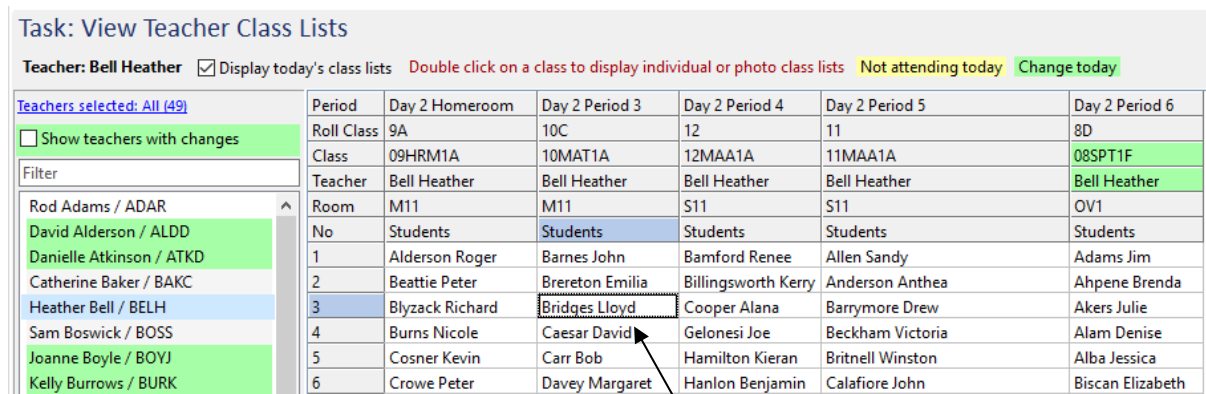 Task: View Teacher Class Lists
Teacher: Bell Heather Display today's class lists Double click on a class to display individual or photo class lists Not attending today Change today
Teachers selected: All (49)
Show teachers with changes
Filter
Rod Adams / ADAR
David Alderson / ALDD
Danielle Atkinson / ATKD
Catherine Baker / BAKC
Heather Bell / BELH
Sam Boswick / BOSS
Joanne Boyle / BOYJ
Kelly Burrows / BURK
Period Day 2 Homeroom Day 2 Period 3 Day 2 Period 4 Day 2 Period 5 Day 2 Period 6
Roll Class 9A 10C 12 11 8D
Class 09HRM1A 10MAT1A 12MAA1A 11MAA1A 08SPT1F
Teacher Bell Heather Bell Heather Bell Heather Bell Heather Bell Heather
Room M11 M11 S11 S11 OV1
No Students Students Students Students Students
1 Alderson Roger Barnes John Bamford Renee Allen Sandy Adams Jim
2 Beattie Peter Brereton Emilia Billingsworth Kerry Anderson Anthea Ahpene Brenda
3 Blyzack Richard Bridges Lloyd Cooper Alana Barrymore Drew Akers Julie
4 Burns Nicole Caesar David Gelonesi Joe Beckham Victoria Alam Denise
5 Cosner Kevin Carr Bob Hamilton Kieran Britnell Winston Alba Jessica
6 Crowe Peter Davey Margaret Hanlon Benjamin Calafiore John Biscan Elizabeth